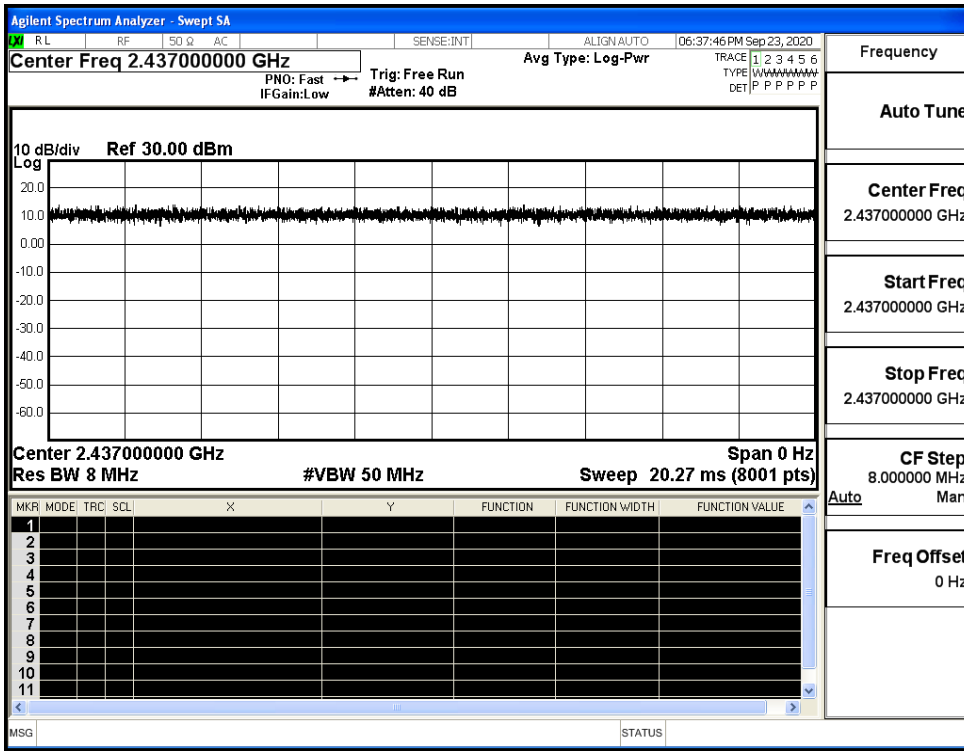 Agilent Spectrum Analyzer - Swept SA
LXI RL RF 50 Ω AC SENSE:INT ALIGN AUTO 06:37:46 PM Sep 23, 2020
Center Freq 2.437000000 GHz
PNO: Fast
IFGain:Low
Trig: Free Run
#Atten: 40 dB
Avg Type: Log-Pwr
TRACE 1 2 3 4 5 6
TYPE WWWWWW
DET P P P P P P
10 dB/div Ref 30.00 dBm
Log
20.0
10.0
0.00
-10.0
-20.0
-30.0
-40.0
-50.0
-60.0
Center 2.437000000 GHz Span 0 Hz
Res BW 8 MHz #VBW 50 MHz Sweep 20.27 ms (8001 pts)
MKR MODE TRC SCL X Y FUNCTION FUNCTION WIDTH FUNCTION VALUE
1
2
3
4
5
6
7
8
9
10
11
MSG STATUS
Frequency
Auto Tune
Center Freq
2.437000000 GHz
Start Freq
2.437000000 GHz
Stop Freq
2.437000000 GHz
CF Step
8.000000 MHz
Auto Man
Freq Offset
0 Hz